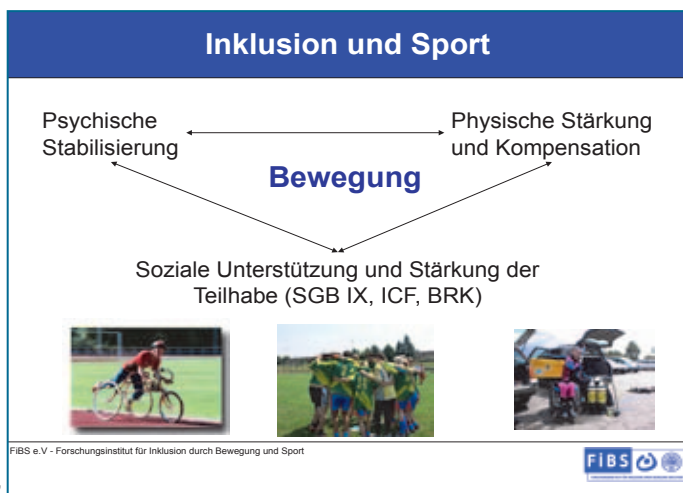 Inklusion und Sport
Psychische
Stabilisierung
Physische Stärkung
und Kompensation
Bewegung
Soziale Unterstützung und Stärkung der
Teilhabe (SGB IX, ICF, BRK)
FiBS e.V - Forschungsinstitut für Inklusion durch Bewegung und Sport
FIBS